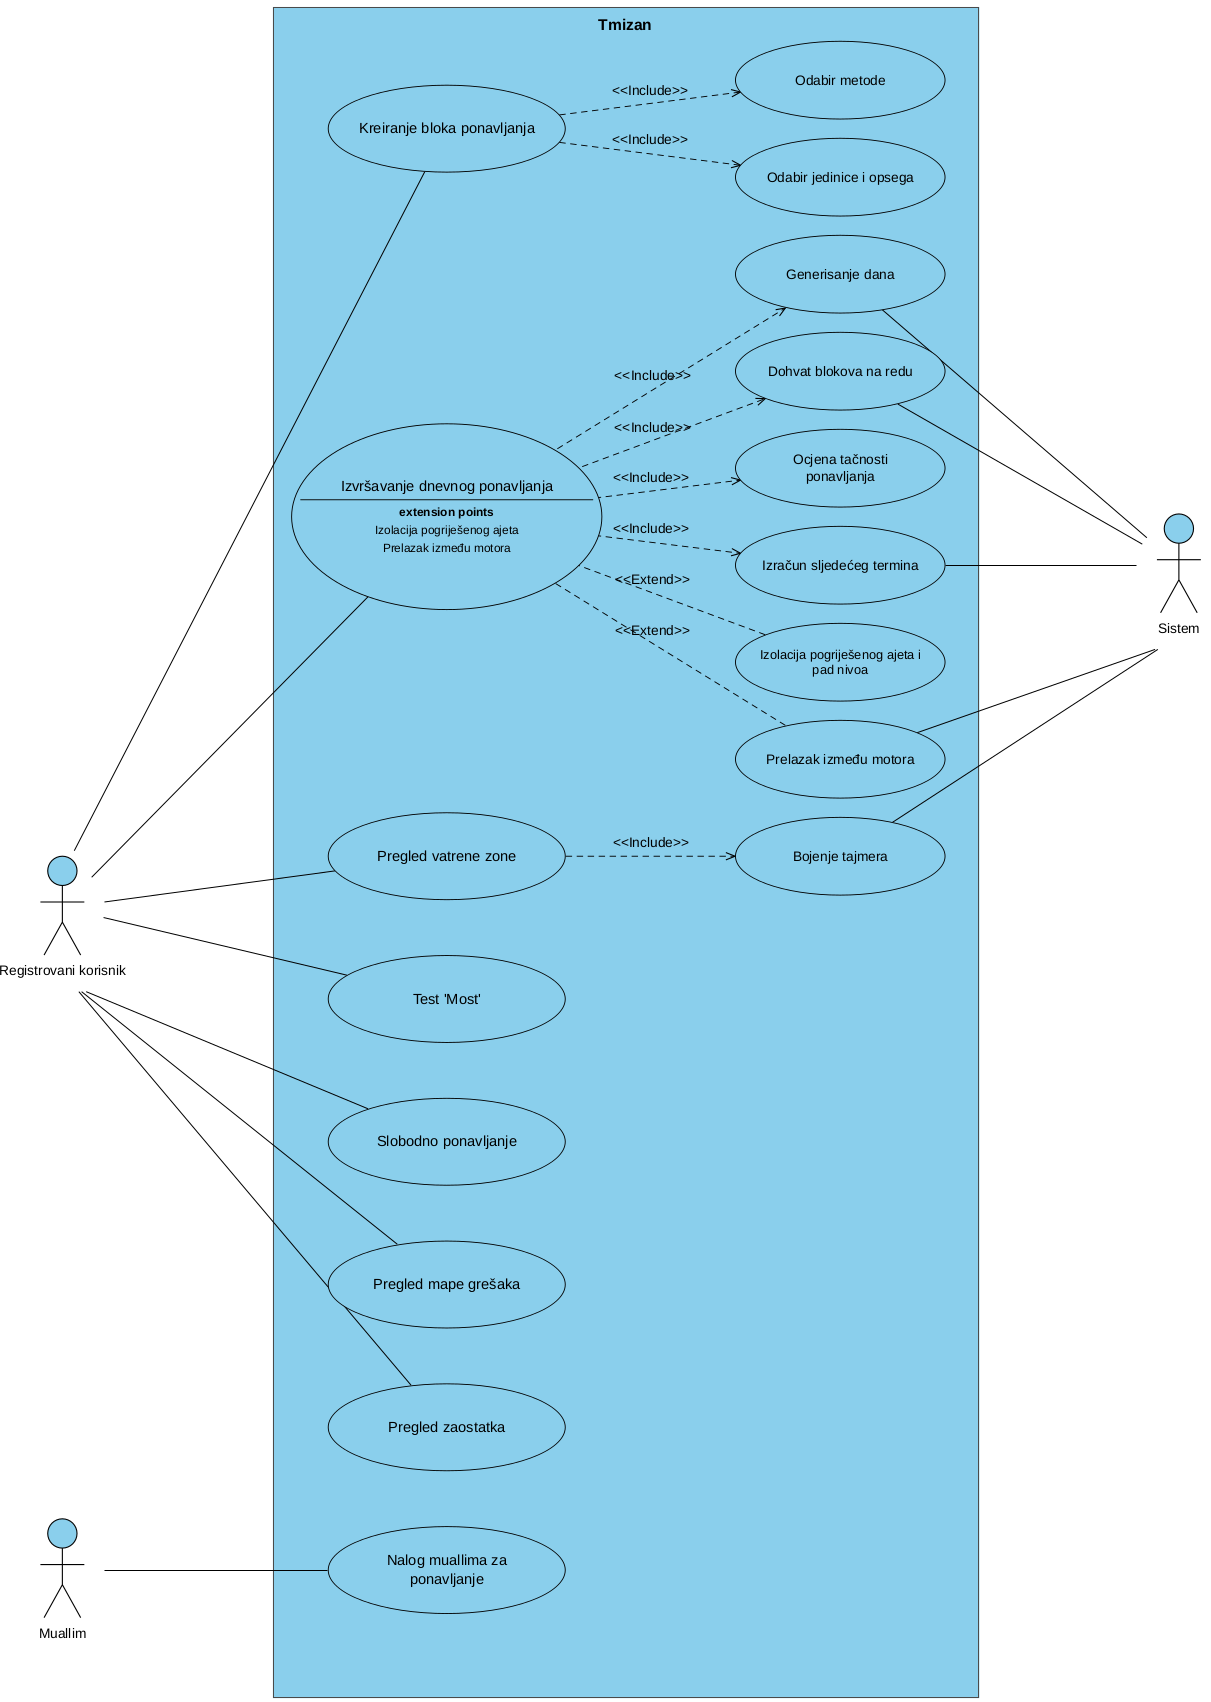 Tmizan
Odabir metode
<<Include>>
Kreiranje bloka ponavljanja
<<Include>>
Odabir jedinice i opsega
Generisanje dana
<<Include>>
Dohvat blokova na redu
<<Include>>
Ocjena tačnosti
ponavljanja
<<Include>>
Izvršavanje dnevnog ponavljanja
extension points
Izolacija pogriješenog ajeta
Prelazak između motora
<<Include>>
Izračun sljedećeg termina
<<Extend>>
Sistem
<<Extend>>
Izolacija pogriješenog ajeta i
pad nivoa
Prelazak između motora
<<Include>>
Pregled vatrene zone
Bojenje tajmera
Registrovani korisnik
Test 'Most'
Slobodno ponavljanje
Pregled mape grešaka
Pregled zaostatka
Nalog muallima za
ponavljanje
Muallim